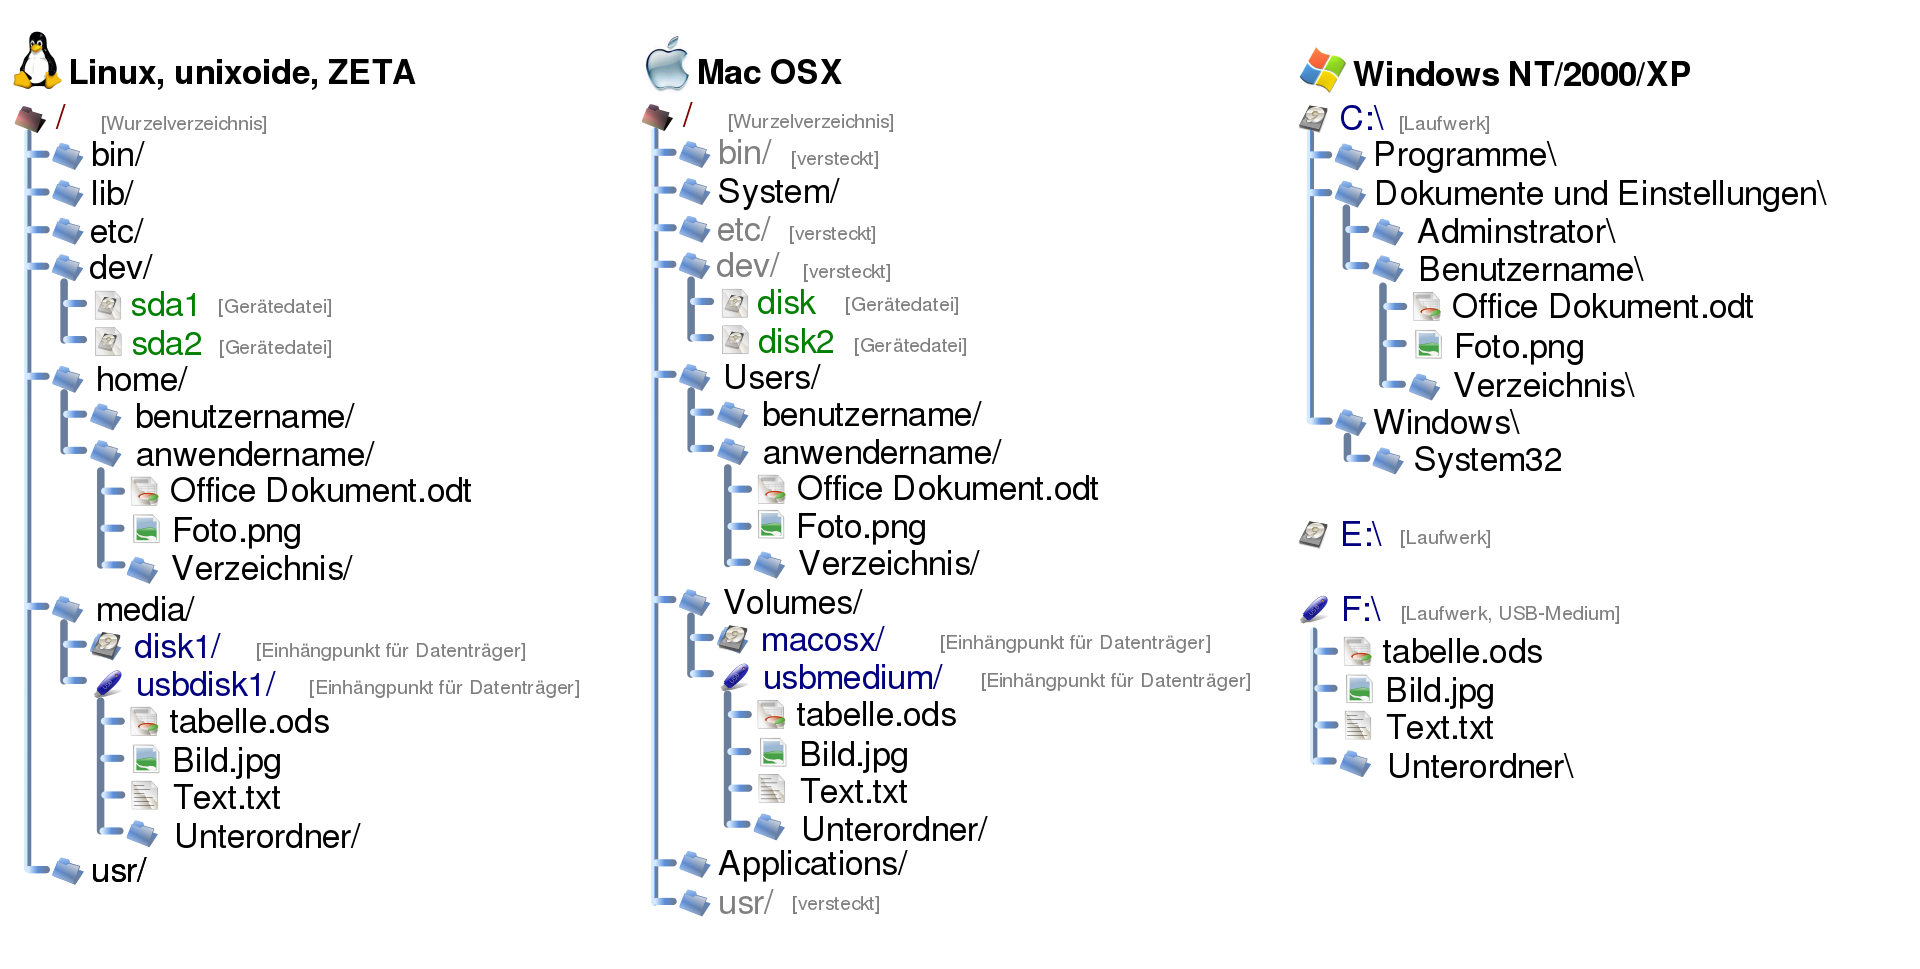 Linux, unixoide, ZETA
/ [Wurzelverzeichnis]
bin/
lib/
etc/
dev/
sda1 [Gerätedatei]
sda2 [Gerätedatei]
home/
benutzername/
anwendername/
Office Dokument.odt
Foto.png
Verzeichnis/
media/
disk1/ [Einhängpunkt für Datenträger]
usbdisk1/ [Einhängpunkt für Datenträger]
tabelle.ods
Bild.jpg
Text.txt
Unterordner/
usr/
Mac OSX
/ [Wurzelverzeichnis]
bin/ [versteckt]
System/
etc/ [versteckt]
dev/ [versteckt]
disk [Gerätedatei]
disk2 [Gerätedatei]
Users/
benutzername/
anwendername/
Office Dokument.odt
Foto.png
Verzeichnis/
Volumes/
macosx/ [Einhängpunkt für Datenträger]
usbmedium/ [Einhängpunkt für Datenträger]
tabelle.ods
Bild.jpg
Text.txt
Unterordner/
Applications/
usr/ [versteckt]
Windows NT/2000/XP
C:\ [Laufwerk]
Programme\
Dokumente und Einstellungen\
Adminstrator\
Benutzername\
Office Dokument.odt
Foto.png
Verzeichnis\
Windows\
System32
E:\ [Laufwerk]
F:\ [Laufwerk, USB-Medium]
tabelle.ods
Bild.jpg
Text.txt
Unterordner\